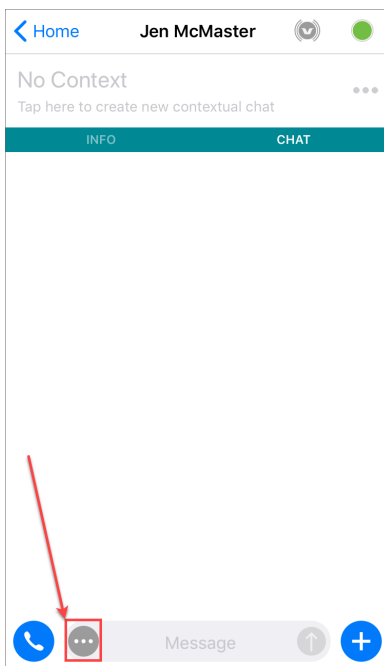 Home
Jen McMaster
No Context
Tap here to create new contextual chat
INFO
CHAT
Message